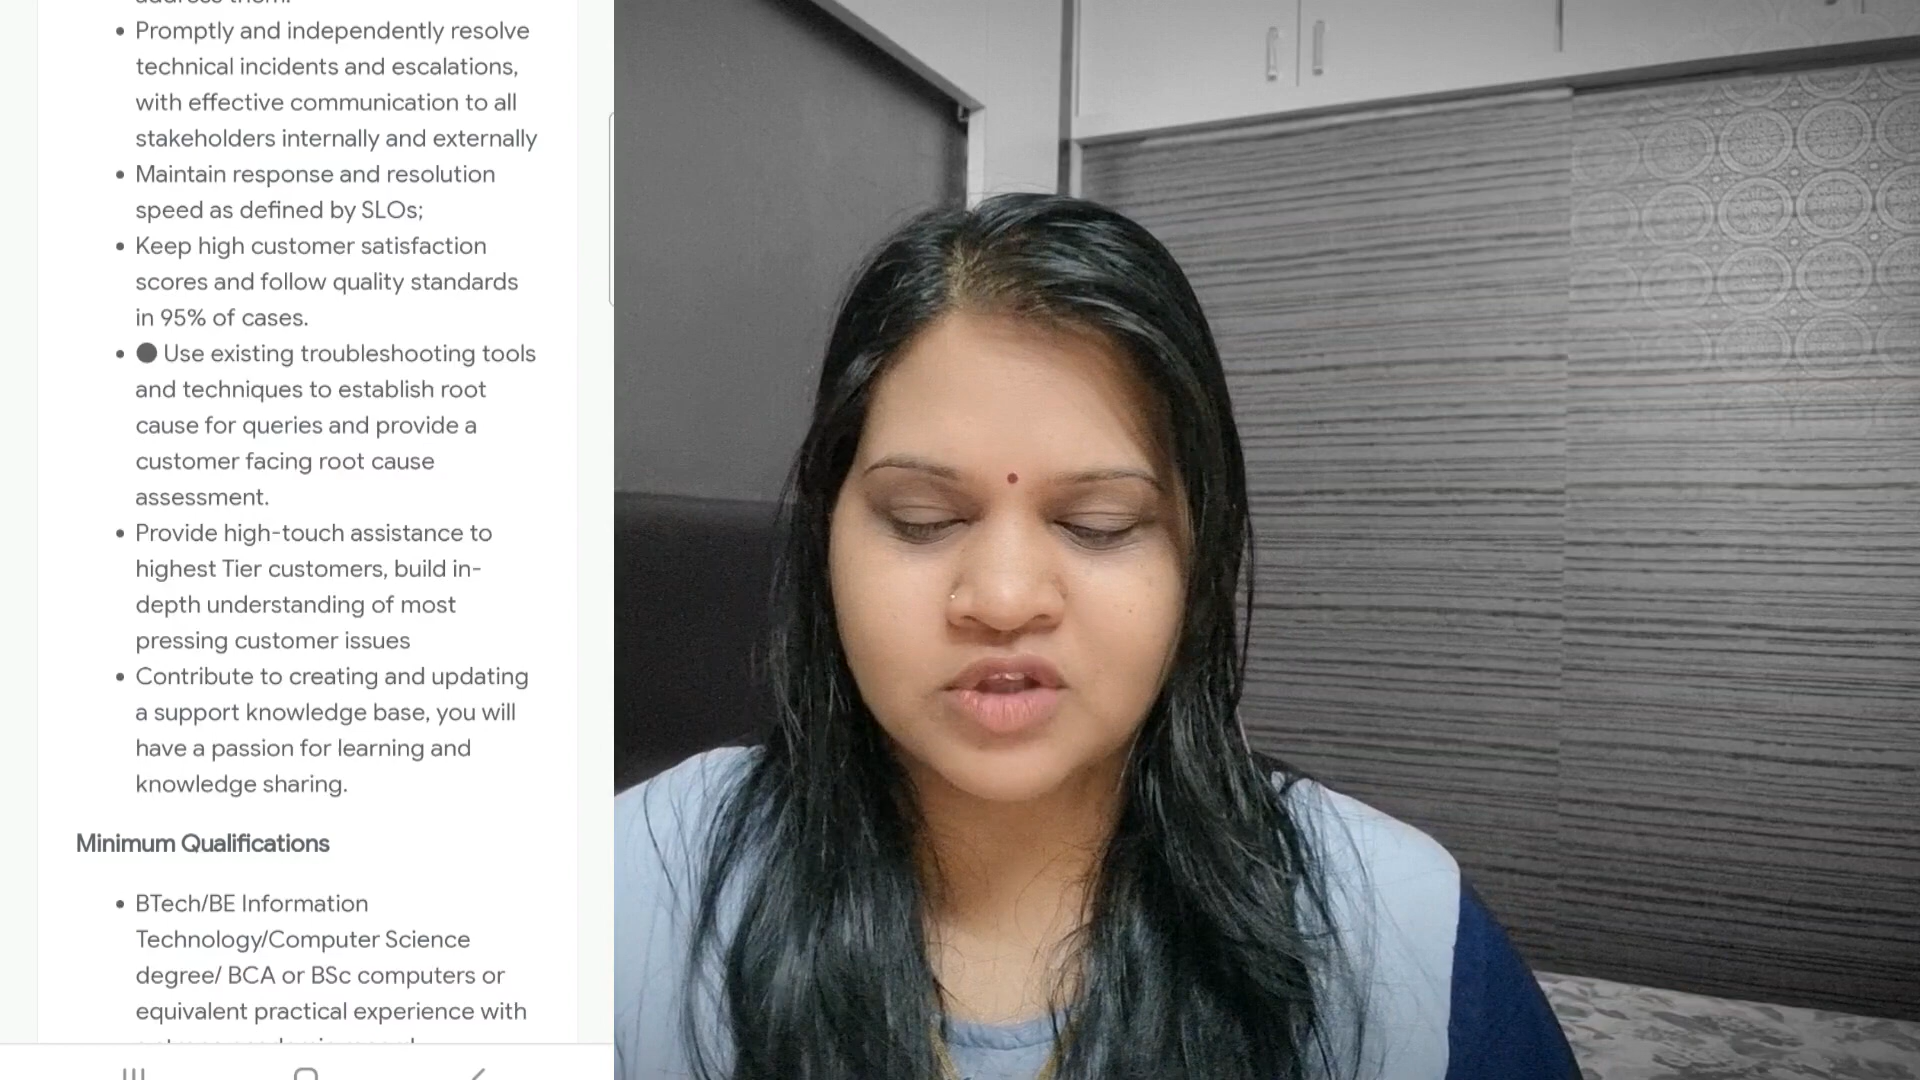 address them.
Promptly and independently resolve
technical incidents and escalations,
with effective communication to all
stakeholders internally and externally
Maintain response and resolution
speed as defined by SLOs;
Keep high customer satisfaction
scores and follow quality standards
in 95% of cases.
● Use existing troubleshooting tools
and techniques to establish root
cause for queries and provide a
customer facing root cause
assessment.
Provide high-touch assistance to
highest Tier customers, build in-
depth understanding of most
pressing customer issues
Contribute to creating and updating
a support knowledge base, you will
have a passion for learning and
knowledge sharing.
Minimum Qualifications
BTech/BE Information
Technology/Computer Science
degree/ BCA or BSc computers or
equivalent practical experience with